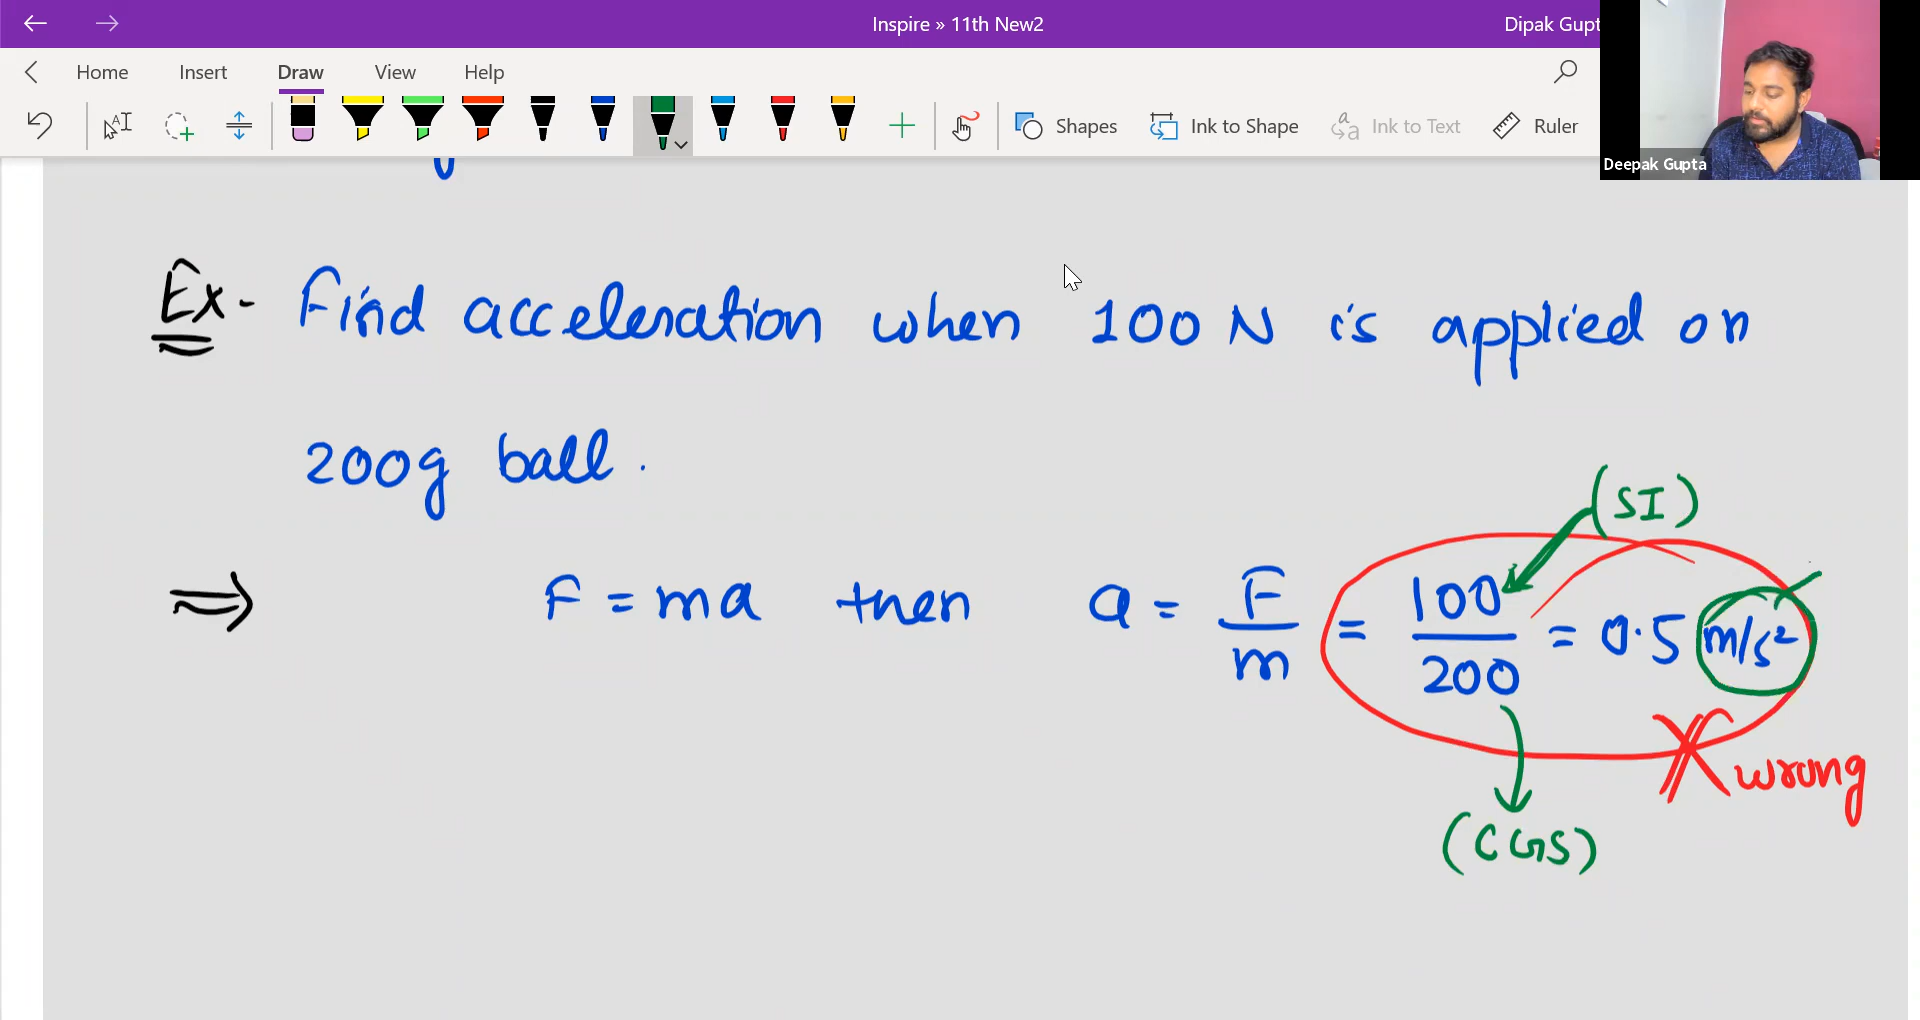 Inspire » 11th New2
Dipak Gupt
Home Insert Draw View Help
Shapes Ink to Shape Ink to Text Ruler
Deepak Gupta
Ex- Find acceleration when 100 N is applied on
200g ball.
(SI)
⇒ F = ma then a = F/m = 100/200 = 0.5 m/s²
X wrong
(CGS)